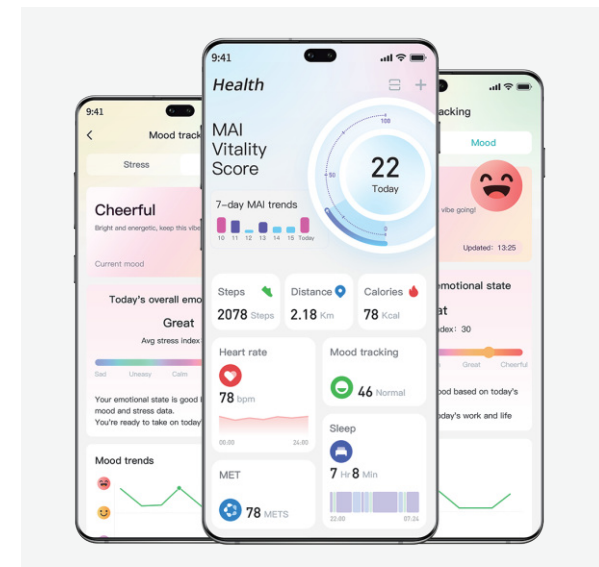 9:41
Mood track
Stress
Cheerful
Bright and energetic, keep this vibe
Current mood
Today's overall emo
Great
Avg stress index
Sad Uneasy Calm
Your emotional state is good
mood and stress data.
You're ready to take on today'
Mood trends
9:41
Health
MAI
Vitality
Score
100
50
0
22
Today
7-day MAI trends
10 11 12 13 14 15 Today
Steps
2078 Steps
Distance
2.18 Km
Calories
78 Kcal
Heart rate
78 bpm
00:00 24:00
Mood tracking
46 Normal
MET
78 METS
Sleep
7 Hr 8 Min
22:00 07:24
acking
Mood
vibe going!
Updated: 13:25
emotional state
at
dex: 30
Great Cheerful
ood based on today's
oday's work and life